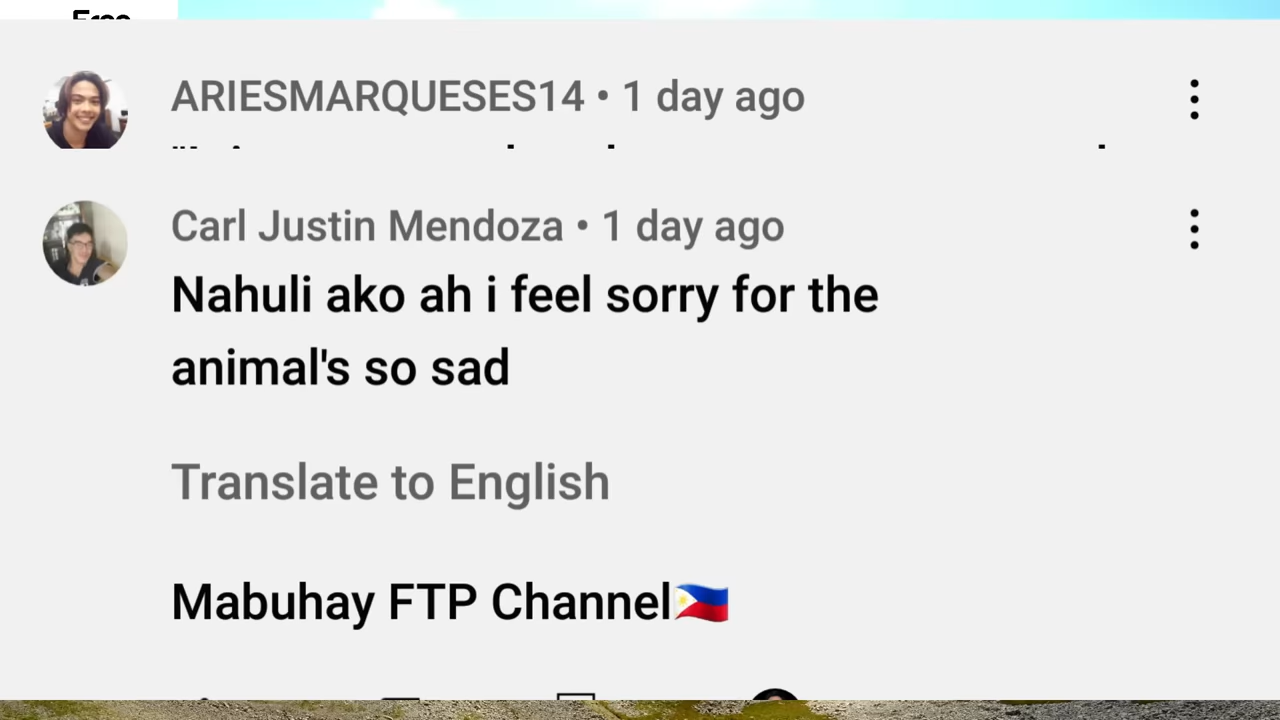 ARIESMARQUESES14 • 1 day ago
Carl Justin Mendoza • 1 day ago
Nahuli ako ah i feel sorry for the
animal's so sad
Translate to English
Mabuhay FTP Channel🇵🇭